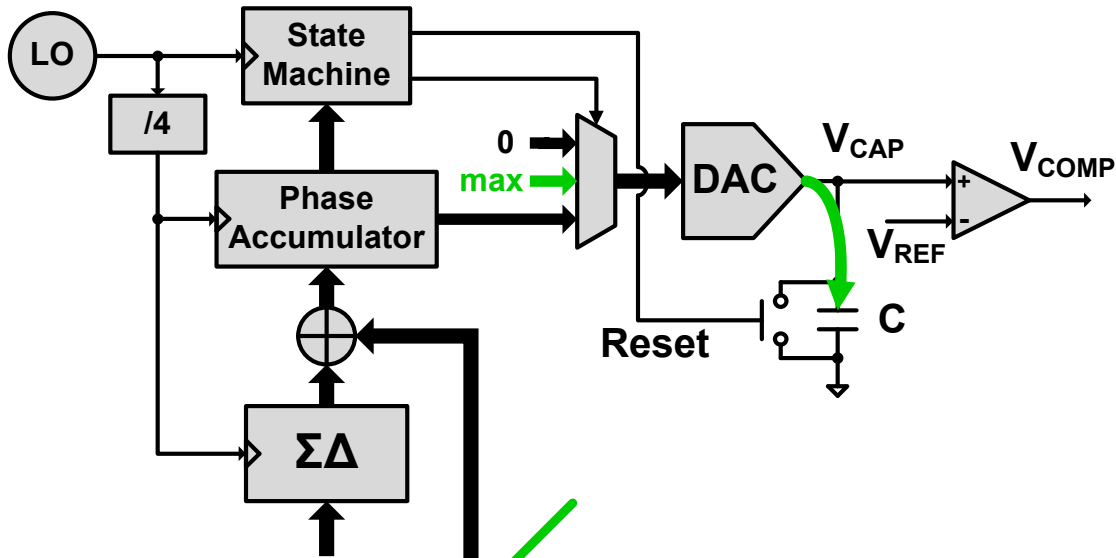 LO
State
Machine
/4
0
max
DAC
V_CAP
V_COMP
+
-
V_REF
Phase
Accumulator
Reset
C
ΣΔ